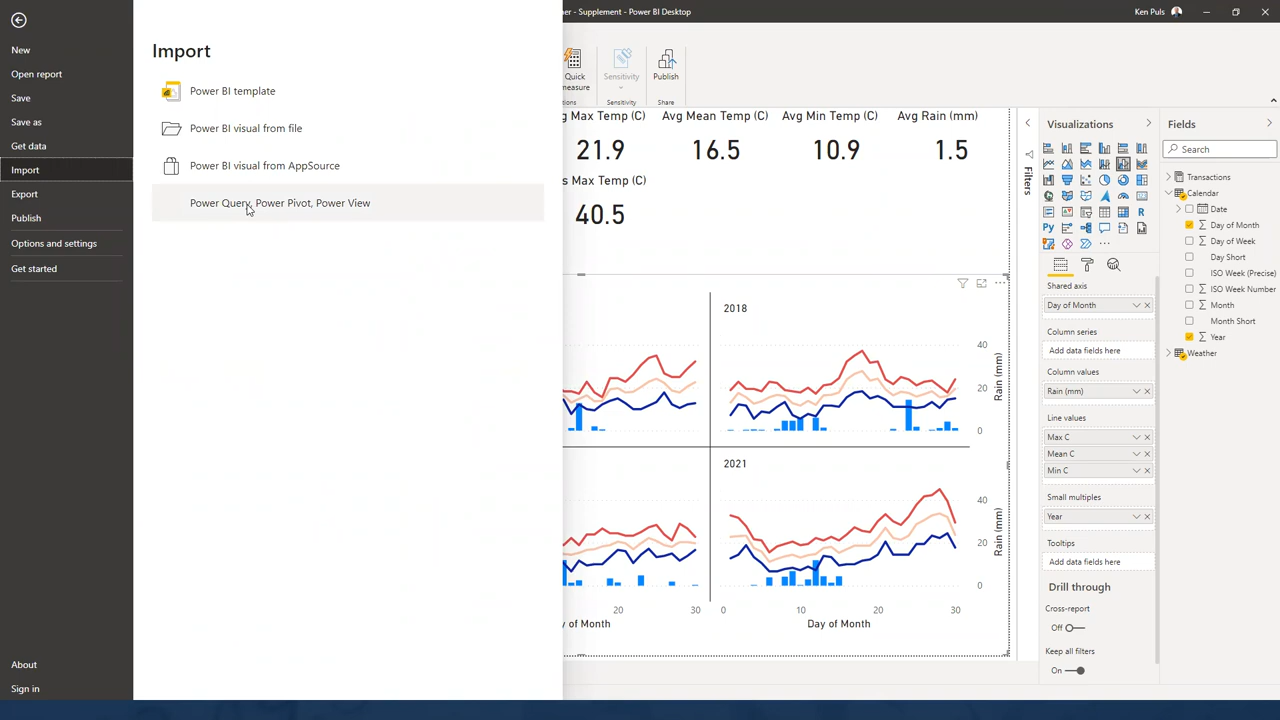 ner - Supplement - Power BI Desktop
Ken Puls
New
Open report
Save
Save as
Get data
Import
Export
Publish
Options and settings
Get started
About
Sign in
Import
Power BI template
Power BI visual from file
Power BI visual from AppSource
Power Query, Power Pivot, Power View
Quick
measure
Sensitivity
Publish
Sensitivity
Share
g Max Temp (C)
21.9
Avg Mean Temp (C)
16.5
Avg Min Temp (C)
10.9
Avg Rain (mm)
1.5
s Max Temp (C)
40.5
2018
40
20
0
Rain (mm)
2021
40
20
0
Rain (mm)
20
30
0
10
20
30
y of Month
Day of Month
Filters
Visualizations
Py
R
Shared axis
Day of Month
Column series
Add data fields here
Column values
Rain (mm)
Line values
Max C
Mean C
Min C
Small multiples
Year
Tooltips
Add data fields here
Drill through
Cross-report
Off
Keep all filters
On
Fields
Search
Transactions
Calendar
Date
Day of Month
Day of Week
Day Short
ISO Week (Precise)
ISO Week Number
Month
Month Short
Year
Weather